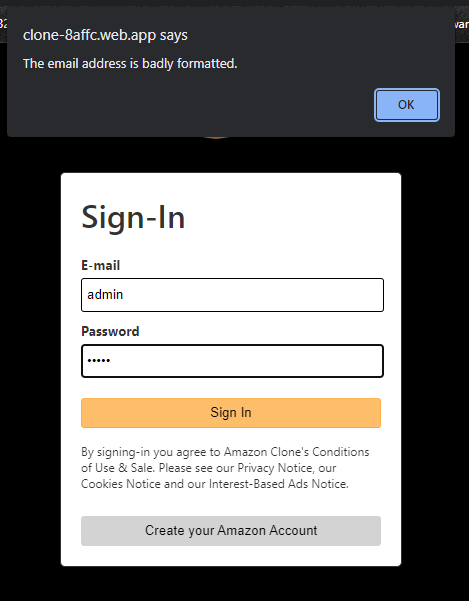 clone-8affc.web.app says
The email address is badly formatted.
OK
Sign-In
E-mail
admin
Password
•••••
Sign In
By signing-in you agree to Amazon Clone's Conditions
of Use & Sale. Please see our Privacy Notice, our
Cookies Notice and our Interest-Based Ads Notice.
Create your Amazon Account